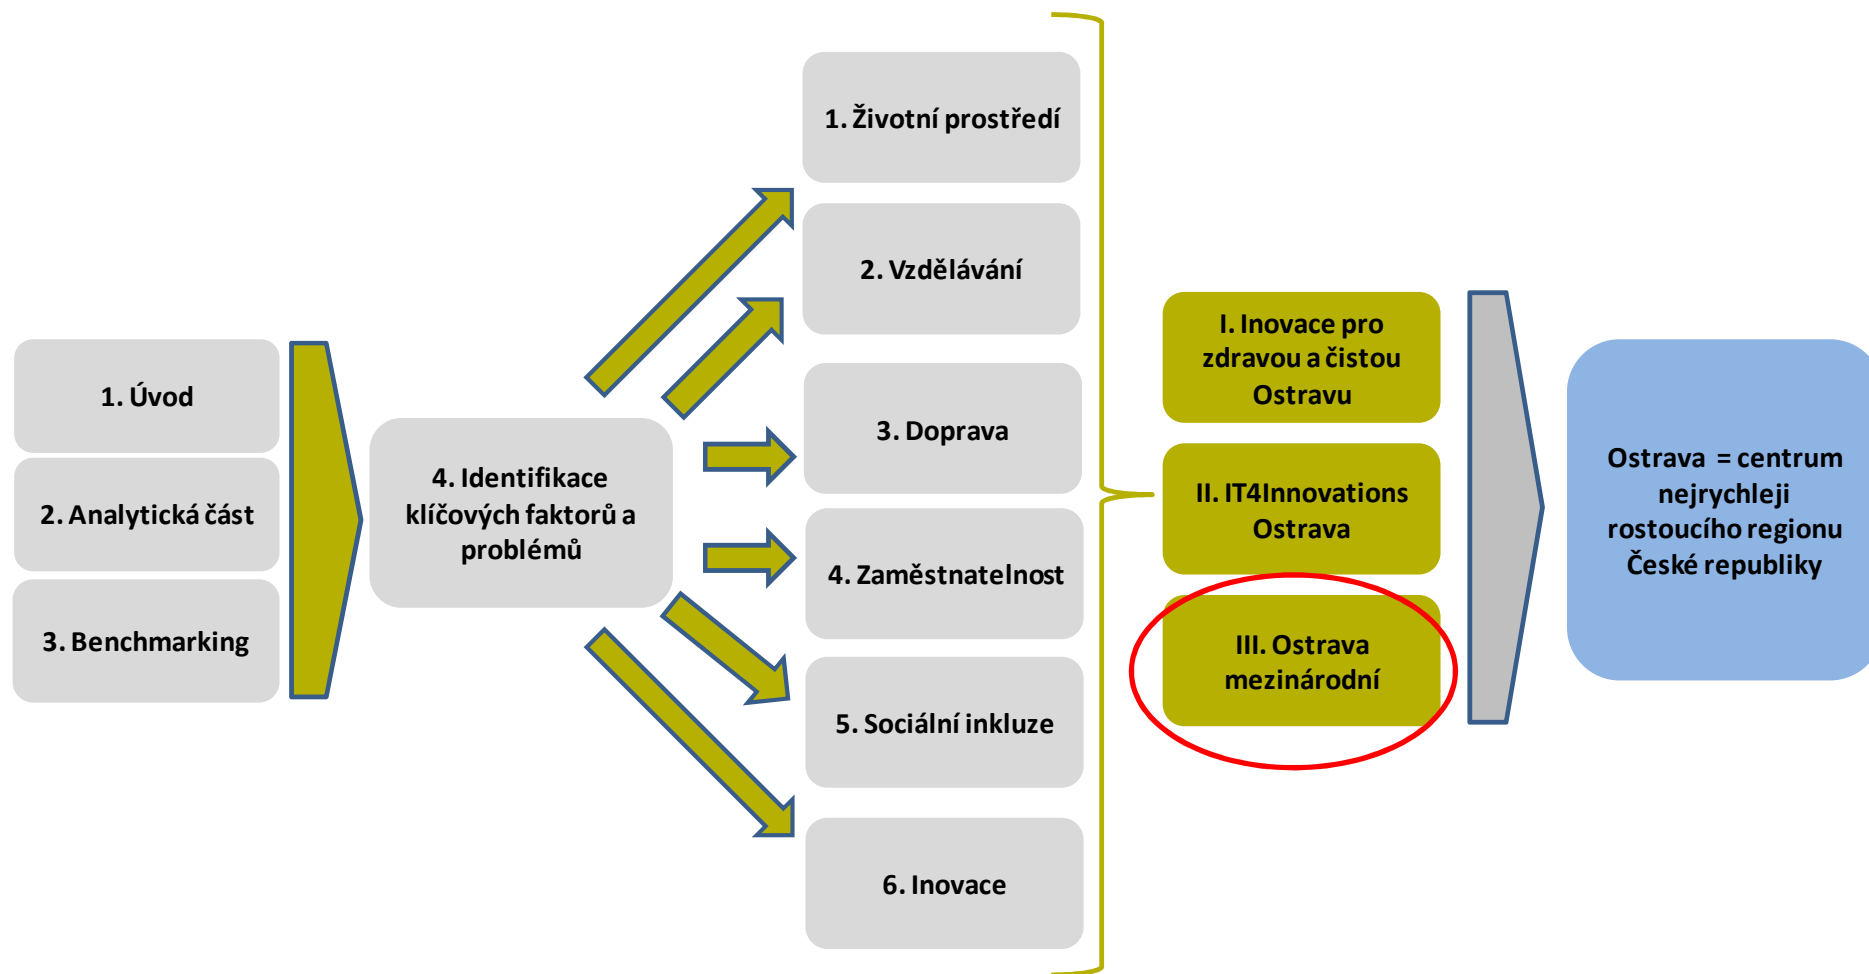 1. Úvod
2. Analytická část
3. Benchmarking
4. Identifikace
klíčových faktorů a
problémů
1. Životní prostředí
2. Vzdělávání
3. Doprava
4. Zaměstnatelnost
5. Sociální inkluze
6. Inovace
I. Inovace pro
zdravou a čistou
Ostravu
II. IT4Innovations
Ostrava
III. Ostrava
mezinárodní
Ostrava = centrum
nejrychleji
rostoucího regionu
České republiky